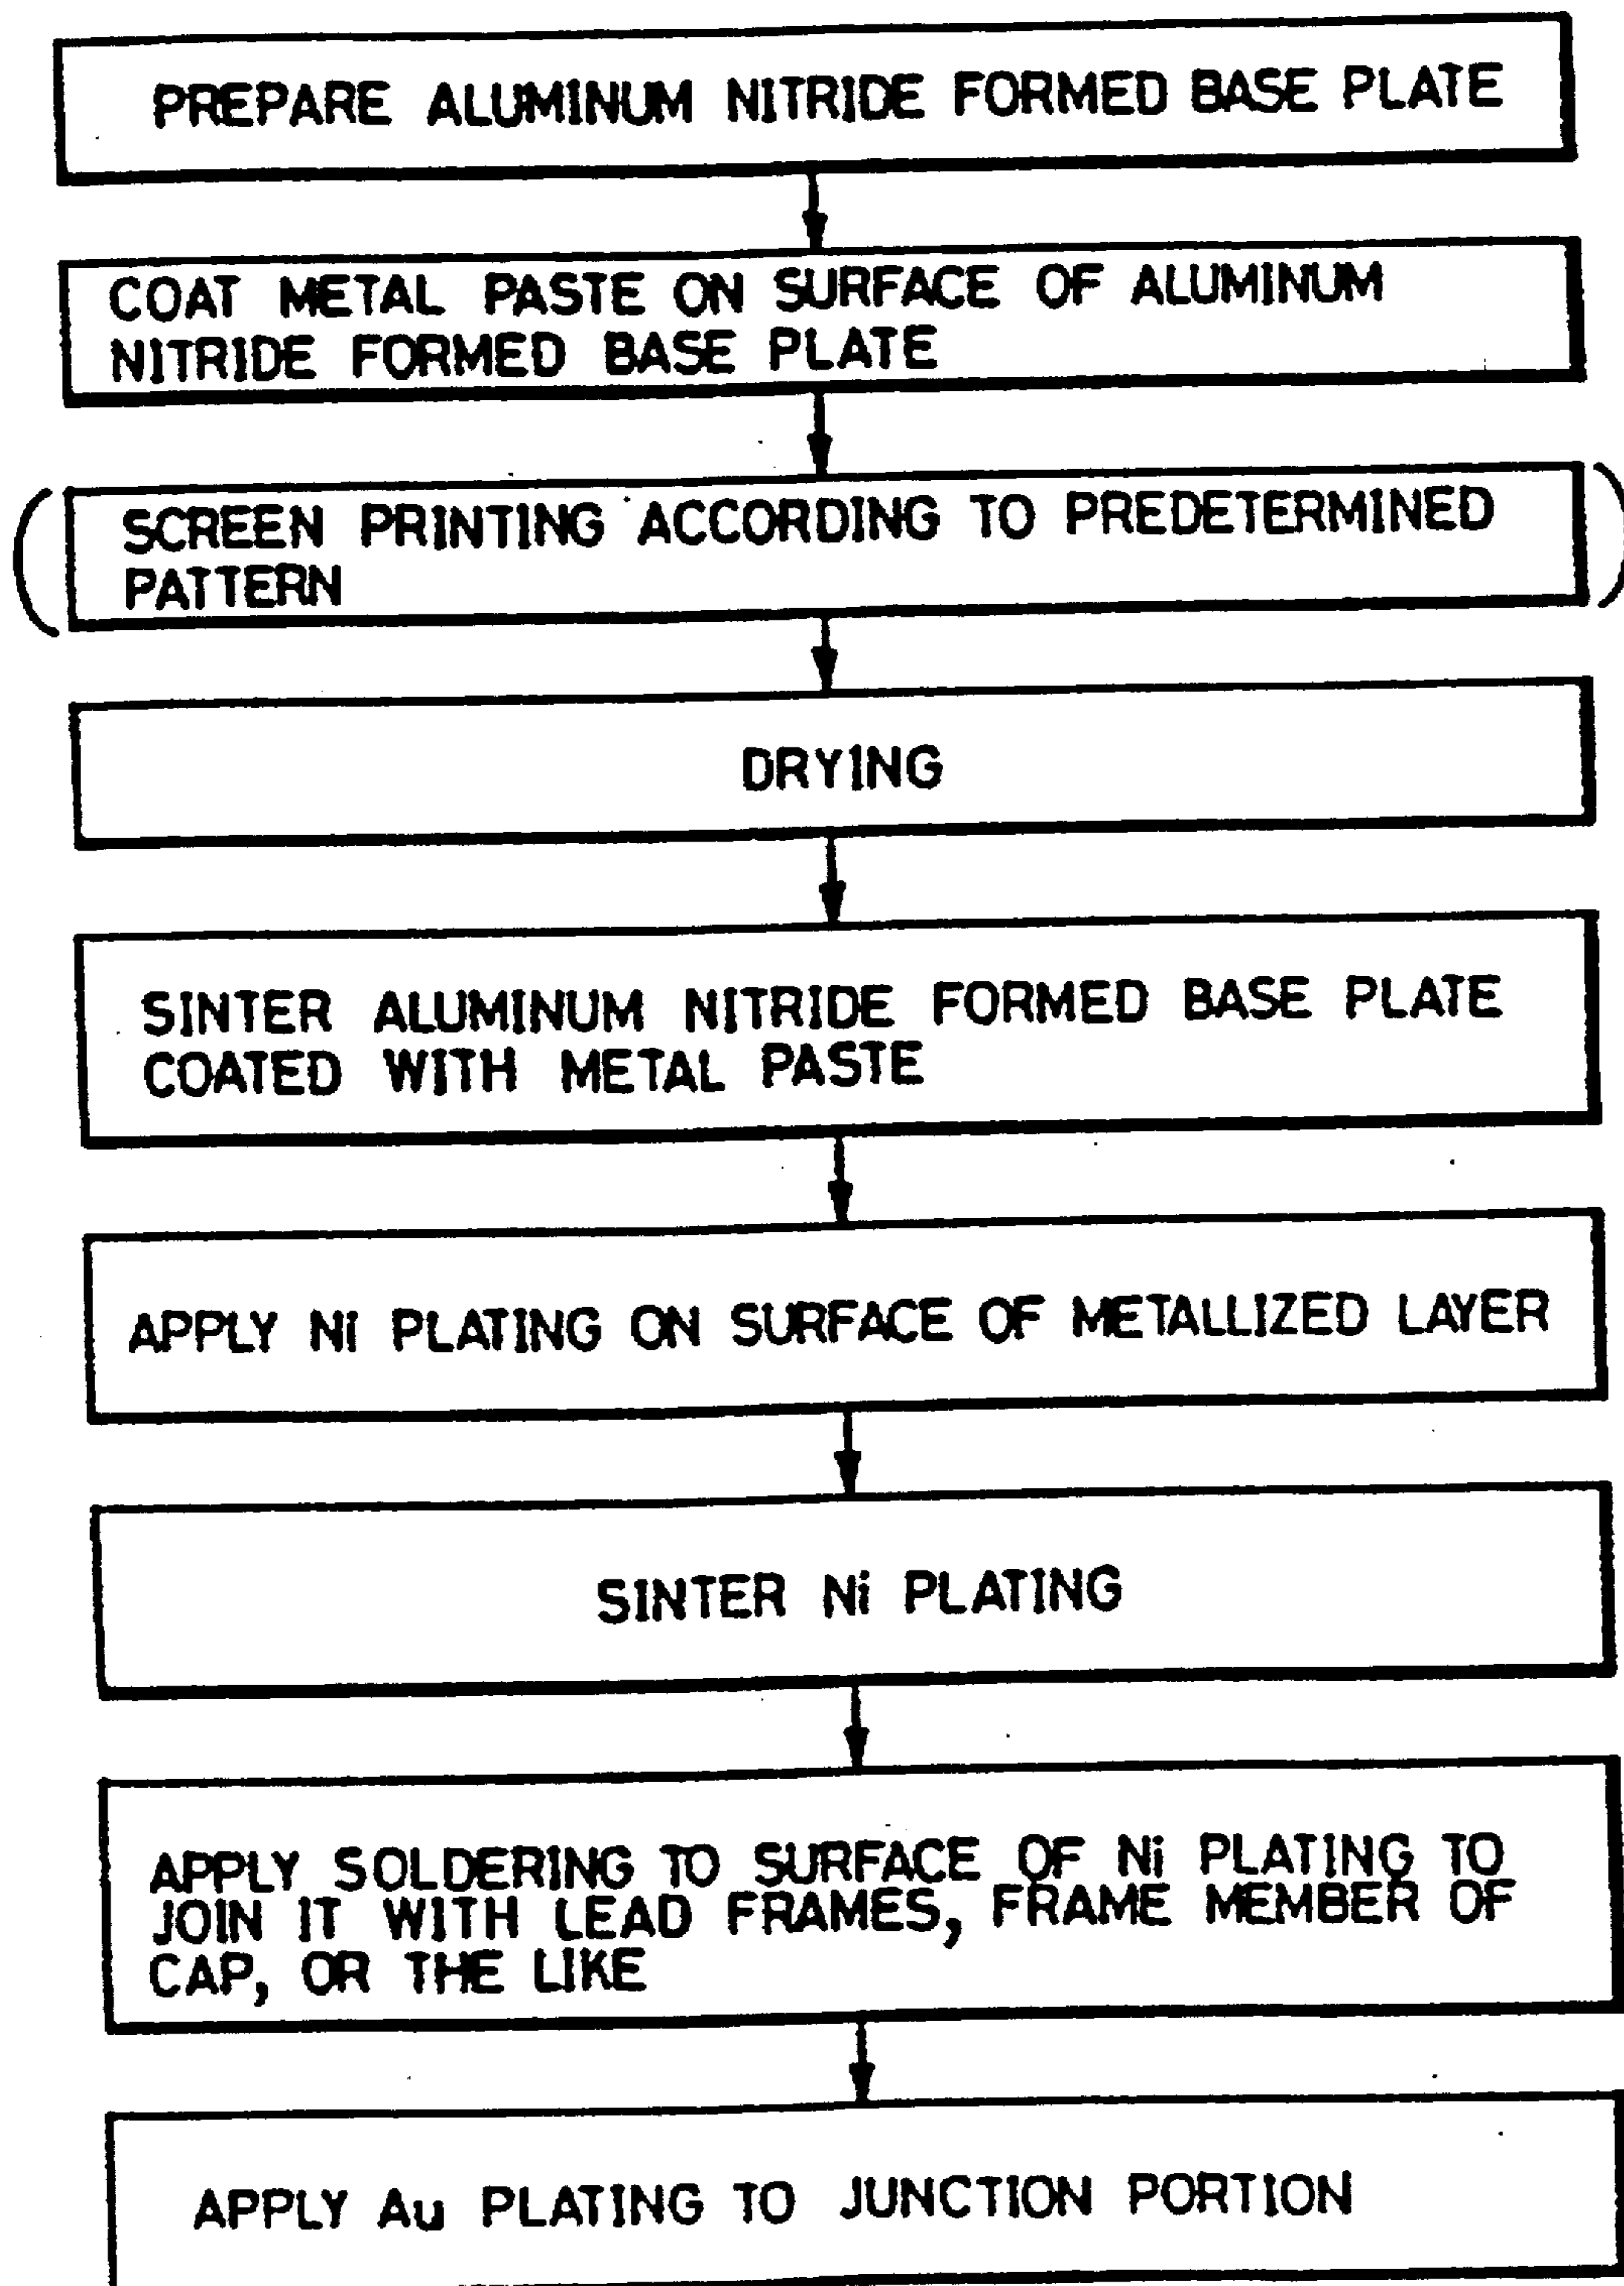 PREPARE ALUMINUM NITRIDE FORMED BASE PLATE
COAT METAL PASTE ON SURFACE OF ALUMINUM
NITRIDE FORMED BASE PLATE
SCREEN PRINTING ACCORDING TO PREDETERMINED
PATTERN
DRYING
SINTER ALUMINUM NITRIDE FORMED BASE PLATE
COATED WITH METAL PASTE
APPLY Ni PLATING ON SURFACE OF METALLIZED LAYER
SINTER Ni PLATING
APPLY SOLDERING TO SURFACE OF Ni PLATING TO
JOIN IT WITH LEAD FRAMES, FRAME MEMBER OF
CAP, OR THE LIKE
APPLY Au PLATING TO JUNCTION PORTION